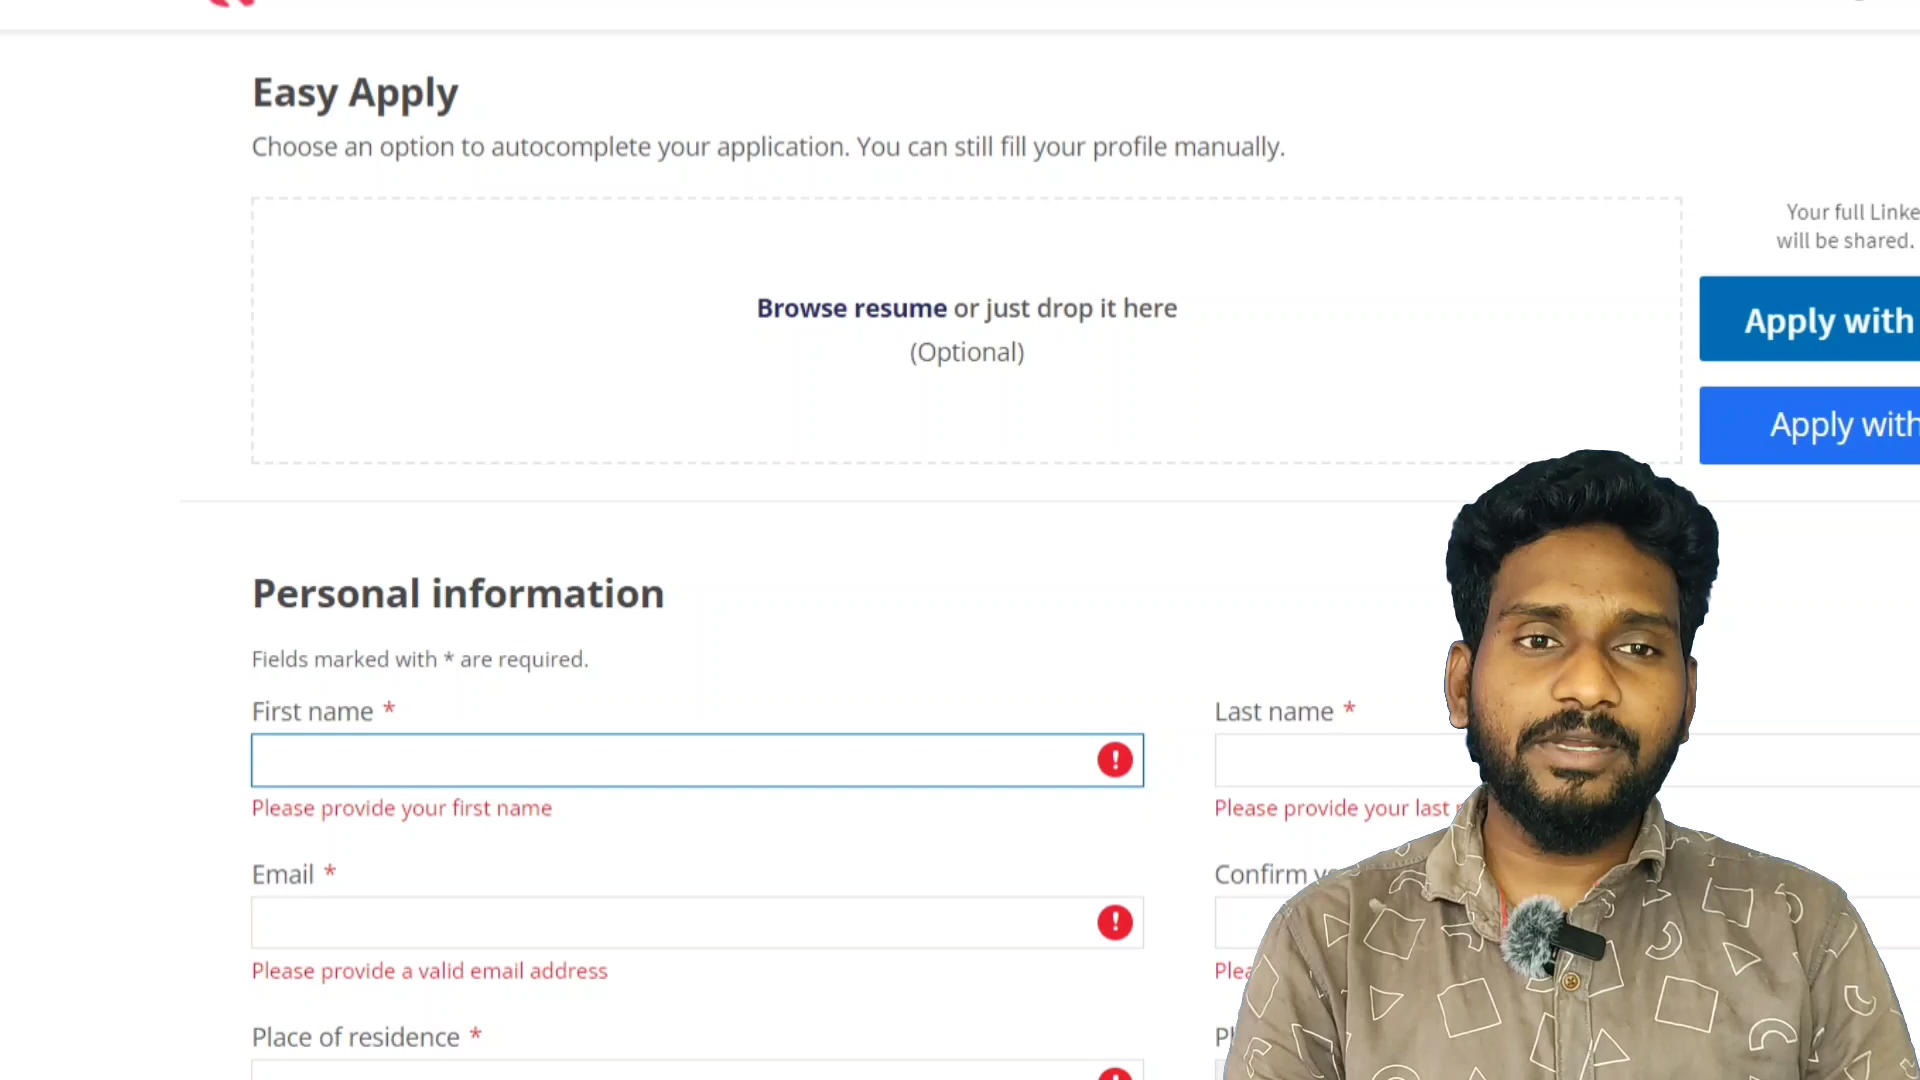 Easy Apply
Choose an option to autocomplete your application. You can still fill your profile manually.
Your full
will be shared.
Browse resume or just drop it here
(Optional)
Apply with
Apply with
Personal information
Fields marked with * are required.
First name *
Last name *
Please provide your first name
Please provide your last
Email *
Confirm
Please provide a valid email address
Place of residence *